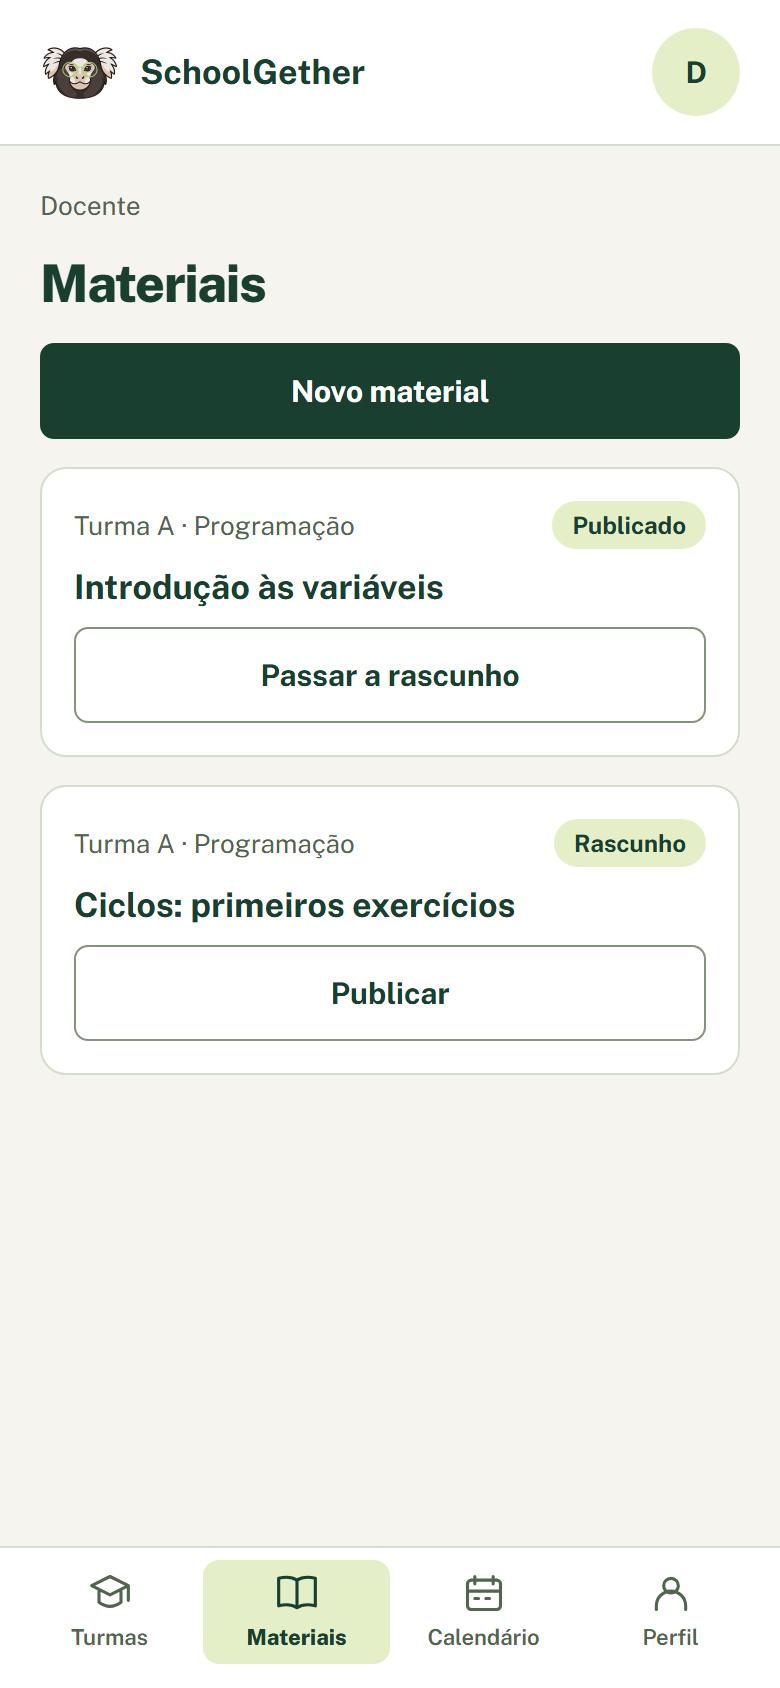 SchoolGether
D
Docente
Materiais
Novo material
Turma A · Programação
Publicado
Introdução às variáveis
Passar a rascunho
Turma A · Programação
Rascunho
Ciclos: primeiros exercícios
Publicar
Turmas
Materiais
Calendário
Perfil